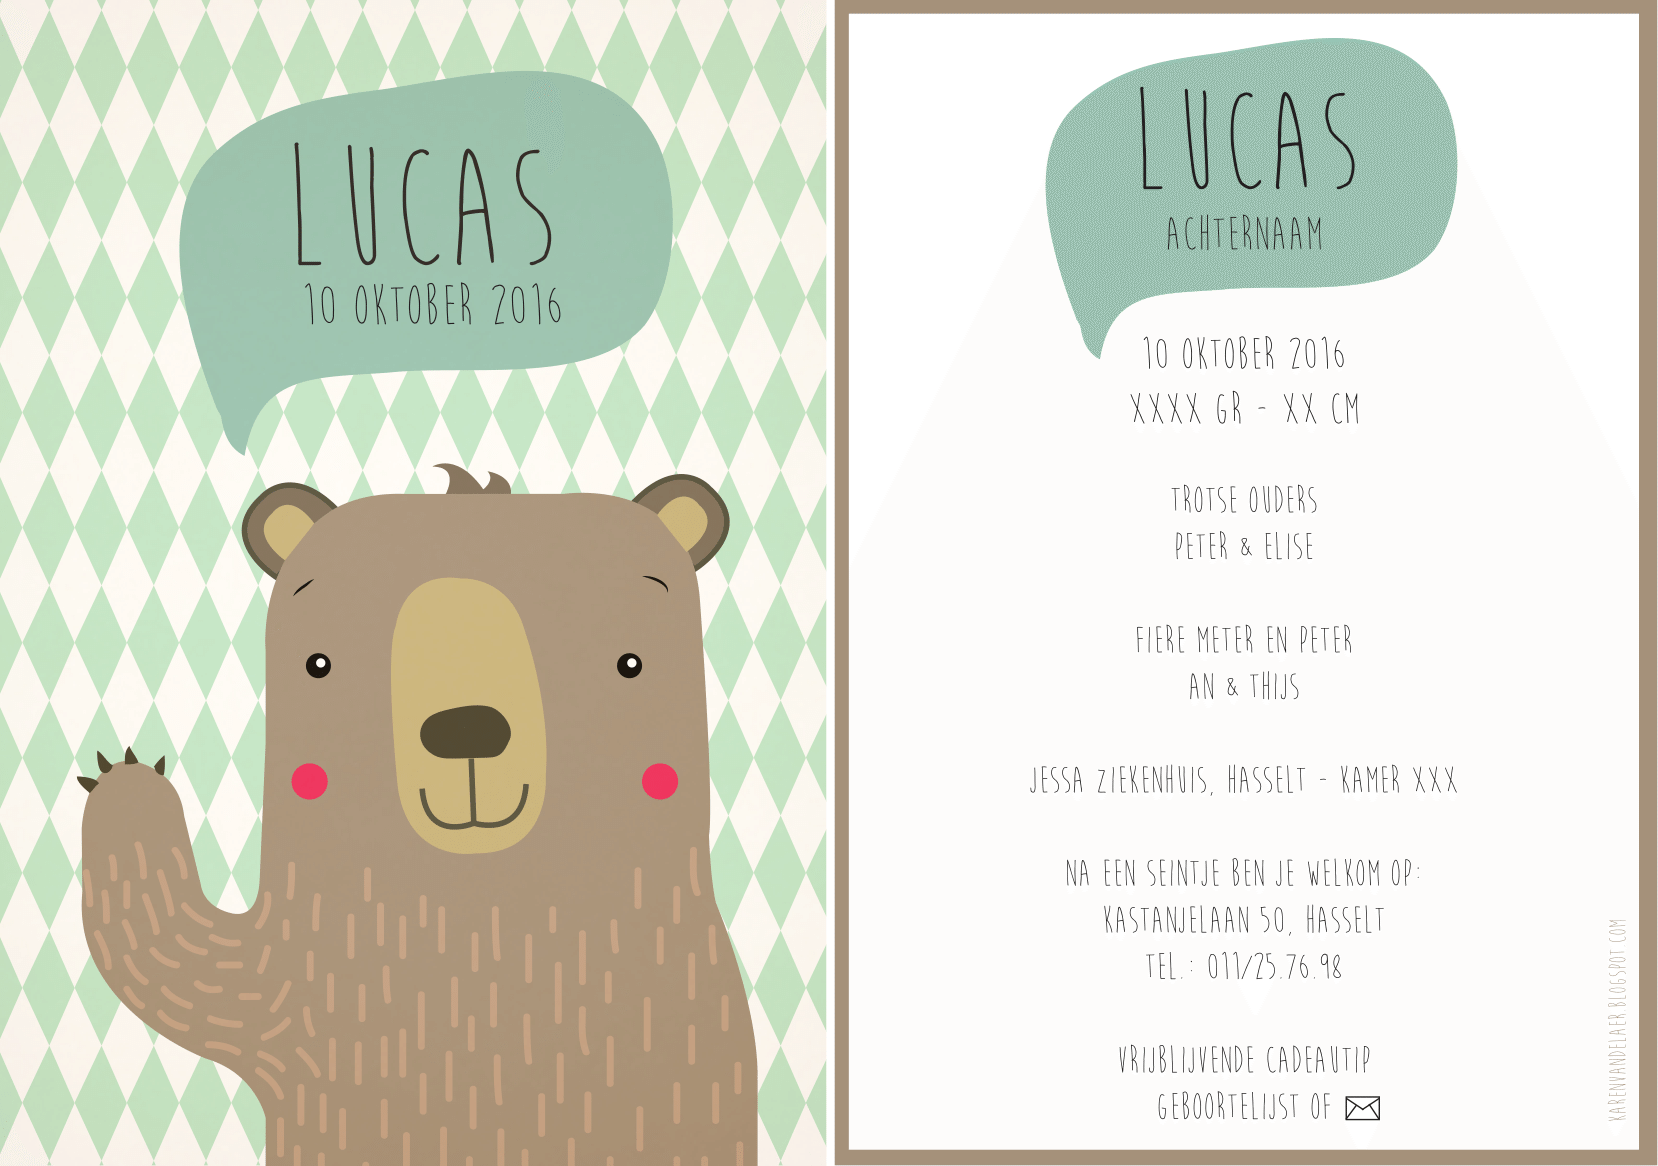 LUCAS
10 OKTOBER 2016
LUCAS
ACHTERNAAM
10 OKTOBER 2016
XXXX GR - XX CM
TROTSE OUDERS
PETER & ELISE
FIERE METER EN PETER
AN & THIJS
JESSA ZIEKENHUIS, HASSELT - KAMER XXX
NA EEN SEINTJE BEN JE WELKOM OP:
KASTANJELAAN 50, HASSELT
TEL.: 011/25.76.98
VRIJBLIJVENDE CADEAUTIP
GEBOORTELIJST OF
KARENVANDELAER.BLOGSPOT.COM